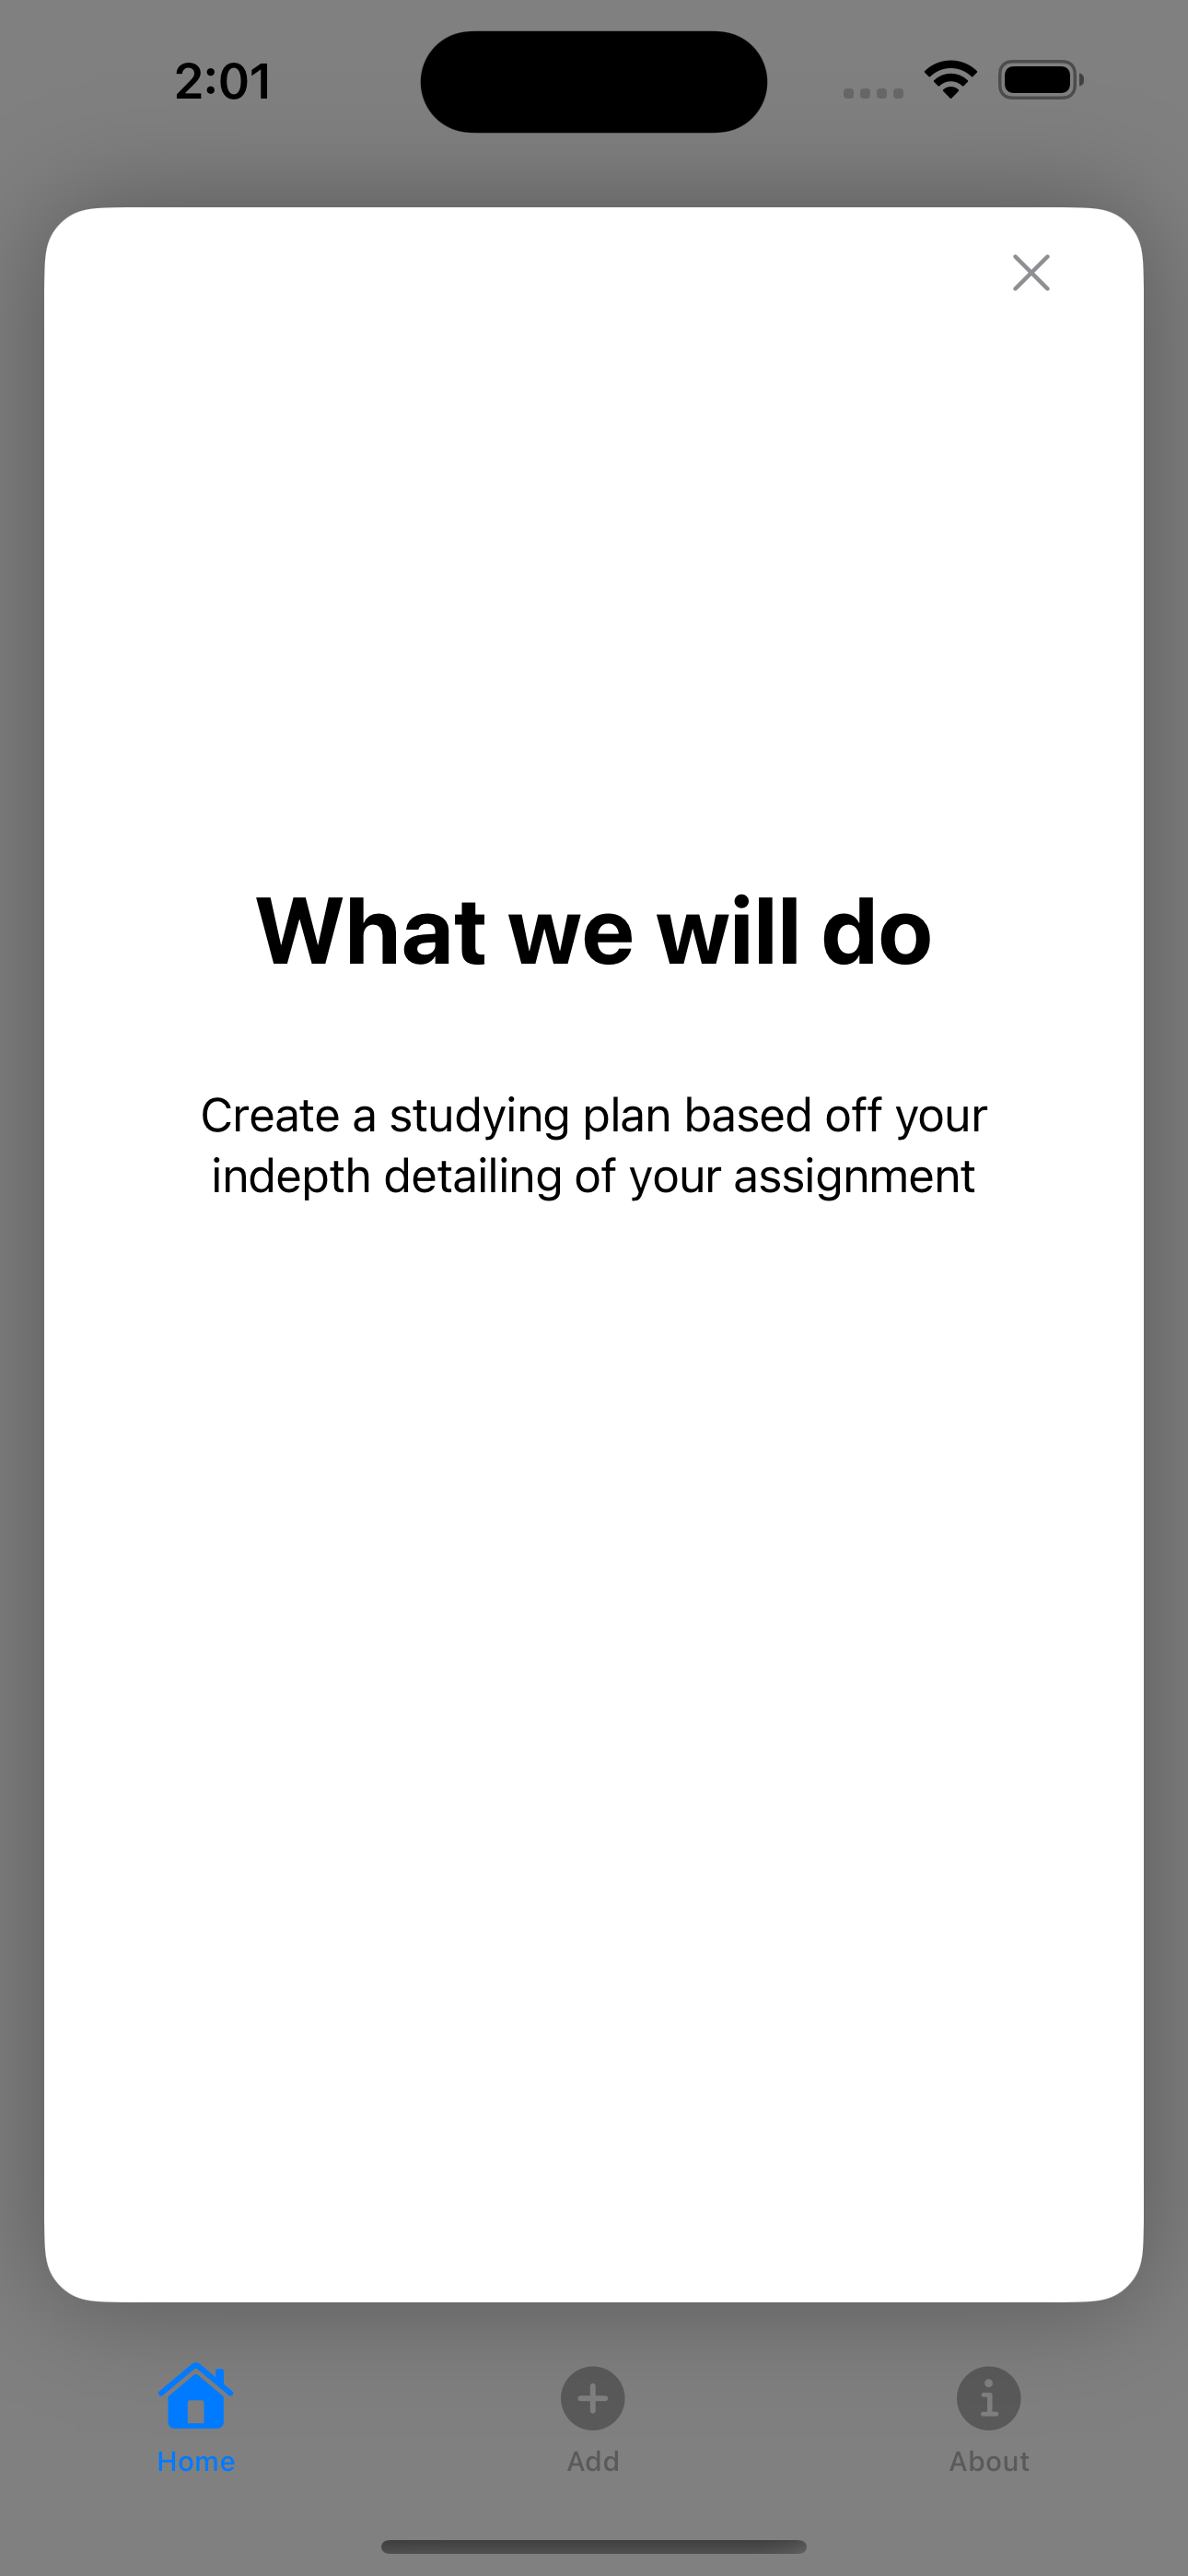 2:01
What we will do
Create a studying plan based off your
indepth detailing of your assignment
Home
Add
About